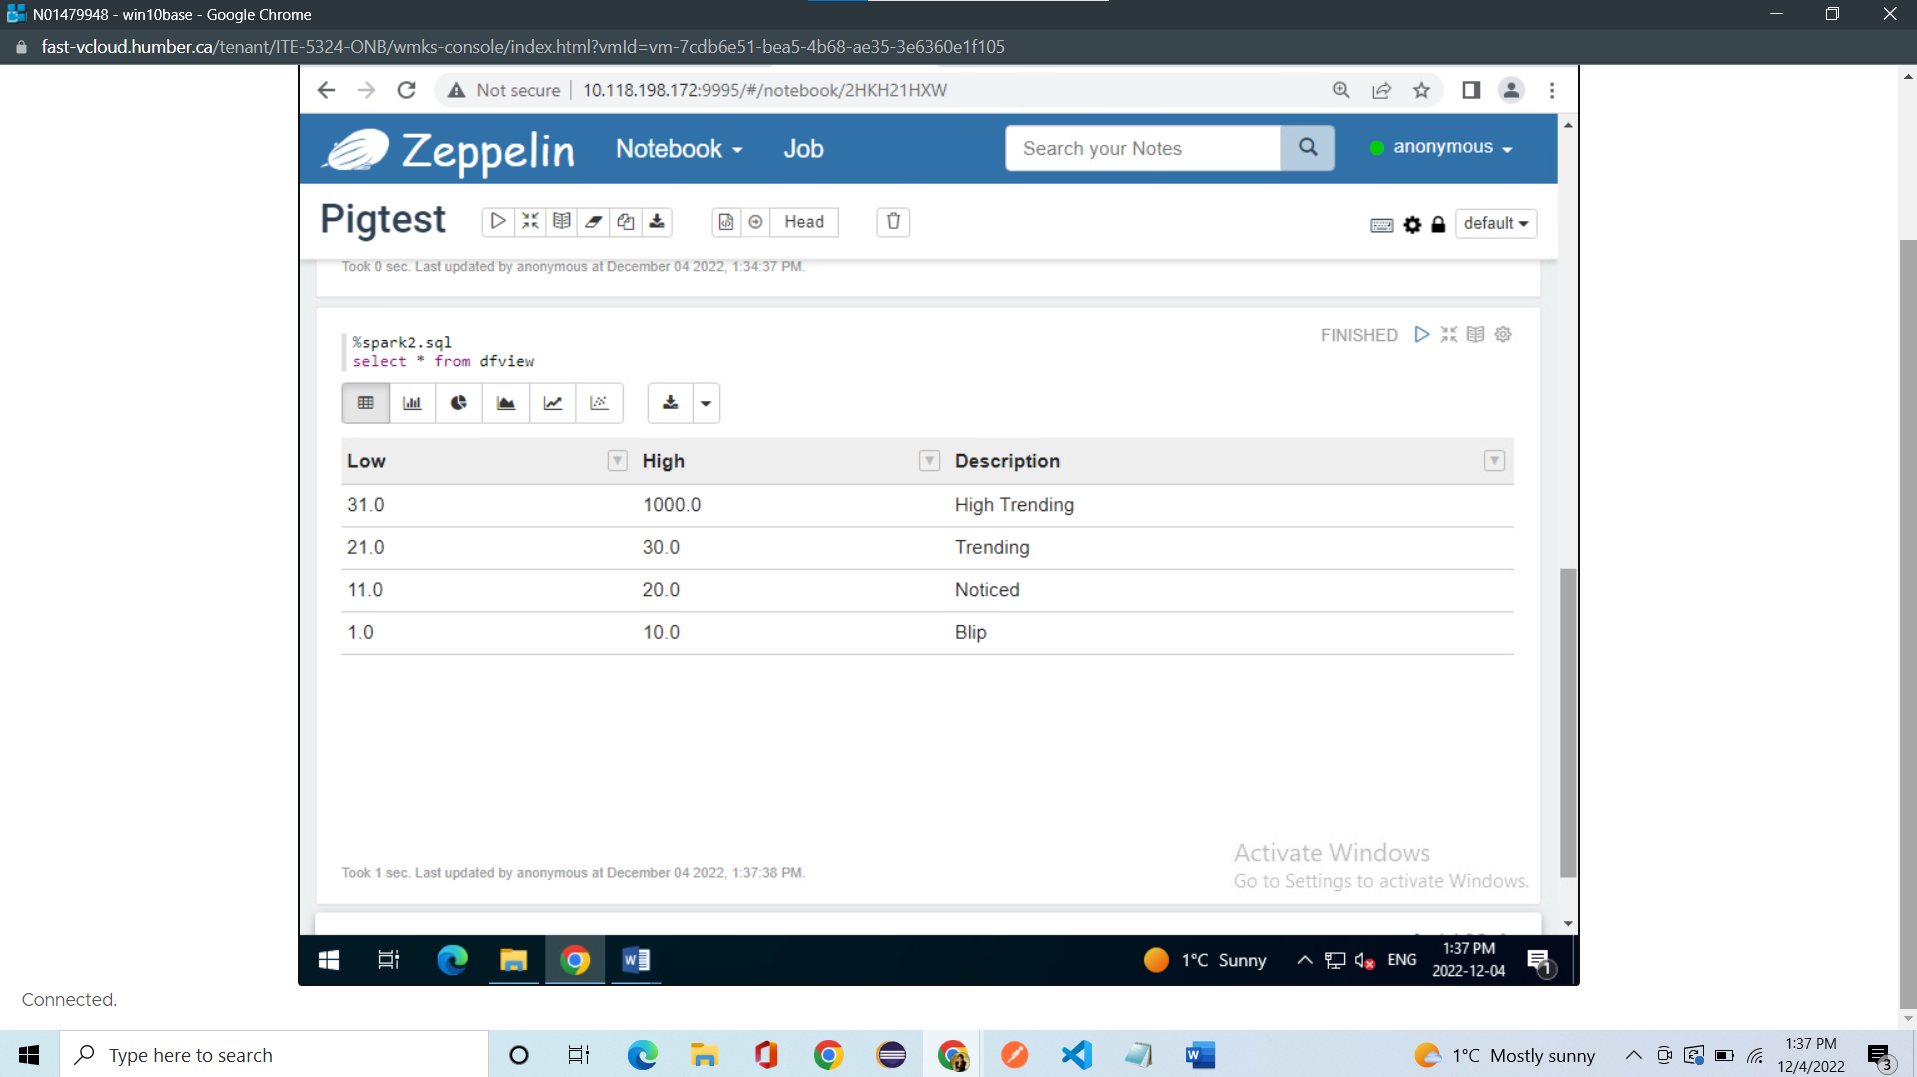 N01479948 - win10base - Google Chrome
fast-vcloud.humber.ca/tenant/ITE-5324-ONB/wmks-console/index.html?vmId=vm-7cdb6e51-bea5-4b68-ae35-3e6360e1f105
Not secure 10.118.198.172:9995/#/notebook/2HKH21HXW
Zeppelin Notebook Job Search your Notes anonymous
Pigtest Head default
Took 0 sec. Last updated by anonymous at December 04 2022, 1:34:37 PM.
%spark2.sql FINISHED
select * from dfview
Low High Description
31.0 1000.0 High Trending
21.0 30.0 Trending
11.0 20.0 Noticed
1.0 10.0 Blip
Activate Windows
Go to Settings to activate Windows.
Took 1 sec. Last updated by anonymous at December 04 2022, 1:37:38 PM.
1°C Sunny ENG 1:37 PM
2022-12-04 1
Connected.
Type here to search 1°C Mostly sunny 1:37 PM
12/4/2022 3